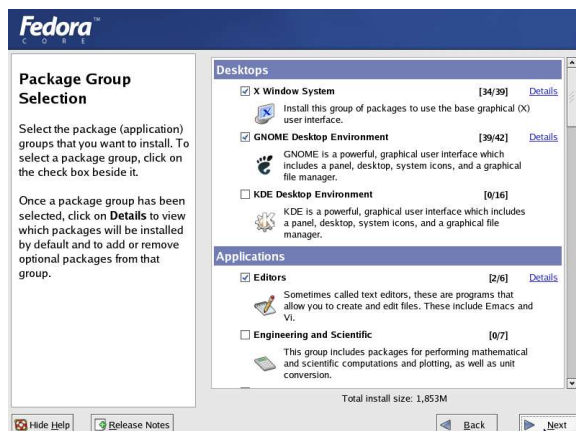 Fedora™
CORE
Package Group
Selection
Select the package (application)
groups that you want to install. To
select a package group, click on
the check box beside it.
Once a package group has been
selected, click on Details to view
which packages will be installed
by default and to add or remove
optional packages from that
group.
Desktops
X Window System [34/39] Details
Install this group of packages to use the base graphical (X)
user interface.
GNOME Desktop Environment [39/42] Details
GNOME is a powerful, graphical user interface which
includes a panel, desktop, system icons, and a graphical
file manager.
KDE Desktop Environment [0/16]
KDE is a powerful, graphical user interface which includes
a panel, desktop, system icons, and a graphical file
manager.
Applications
Editors [2/6] Details
Sometimes called text editors, these are programs that
allow you to create and edit files. These include Emacs and
Vi.
Engineering and Scientific [0/7]
This group includes packages for performing mathematical
and scientific computations and plotting, as well as unit
conversion.
Total install size: 1,853M
Hide Help
Release Notes
Back
Next